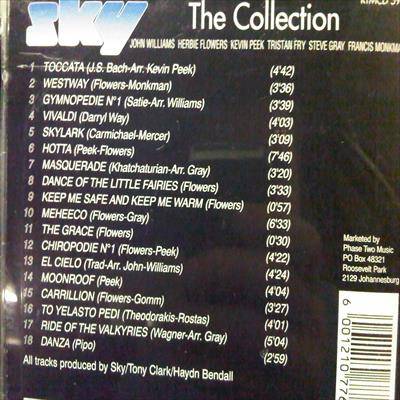 sky
The Collection
JOHN WILLIAMS HERBIE FLOWERS KEVIN PEEK TRISTAN FRY STEVE GRAY FRANCIS MONKMA
1 TOCCATA (J.S. Bach-Arr. Kevin Peek) (4'42)
2 WESTWAY (Flowers-Monkman) (3'36)
3 GYMNOPEDIE N°1 (Satie-Arr. Williams) (3'39)
4 VIVALDI (Darryl Way) (4'03)
5 SKYLARK (Carmichael-Mercer) (3'09)
6 HOTTA (Peek-Flowers) (7'46)
7 MASQUERADE (Khatchaturian-Arr. Gray) (3'20)
8 DANCE OF THE LITTLE FAIRIES (Flowers) (3'33)
9 KEEP ME SAFE AND KEEP ME WARM (Flowers) (0'57)
10 MEHEECO (Flowers-Gray) (6'33)
11 THE GRACE (Flowers) (0'30)
12 CHIROPODIE N°1 (Flowers-Peek) (4'22)
13 EL CIELO (Trad-Arr. John-Williams) (4'24)
14 MOONROOF (Peek) (4'04)
15 CARRILLION (Flowers-Gomm) (3'27)
16 TO YELASTO PEDI (Theodorakis-Rostas) (4'01)
17 RIDE OF THE VALKYRIES (Wagner-Arr. Gray) (5'04)
18 DANZA (Pipo) (2'59)
All tracks produced by Sky/Tony Clark/Haydn Bendall
Marketed by
Phase Two Music
PO Box 48321
Roosevelt Park
2129 Johannesburg
6 001210 776